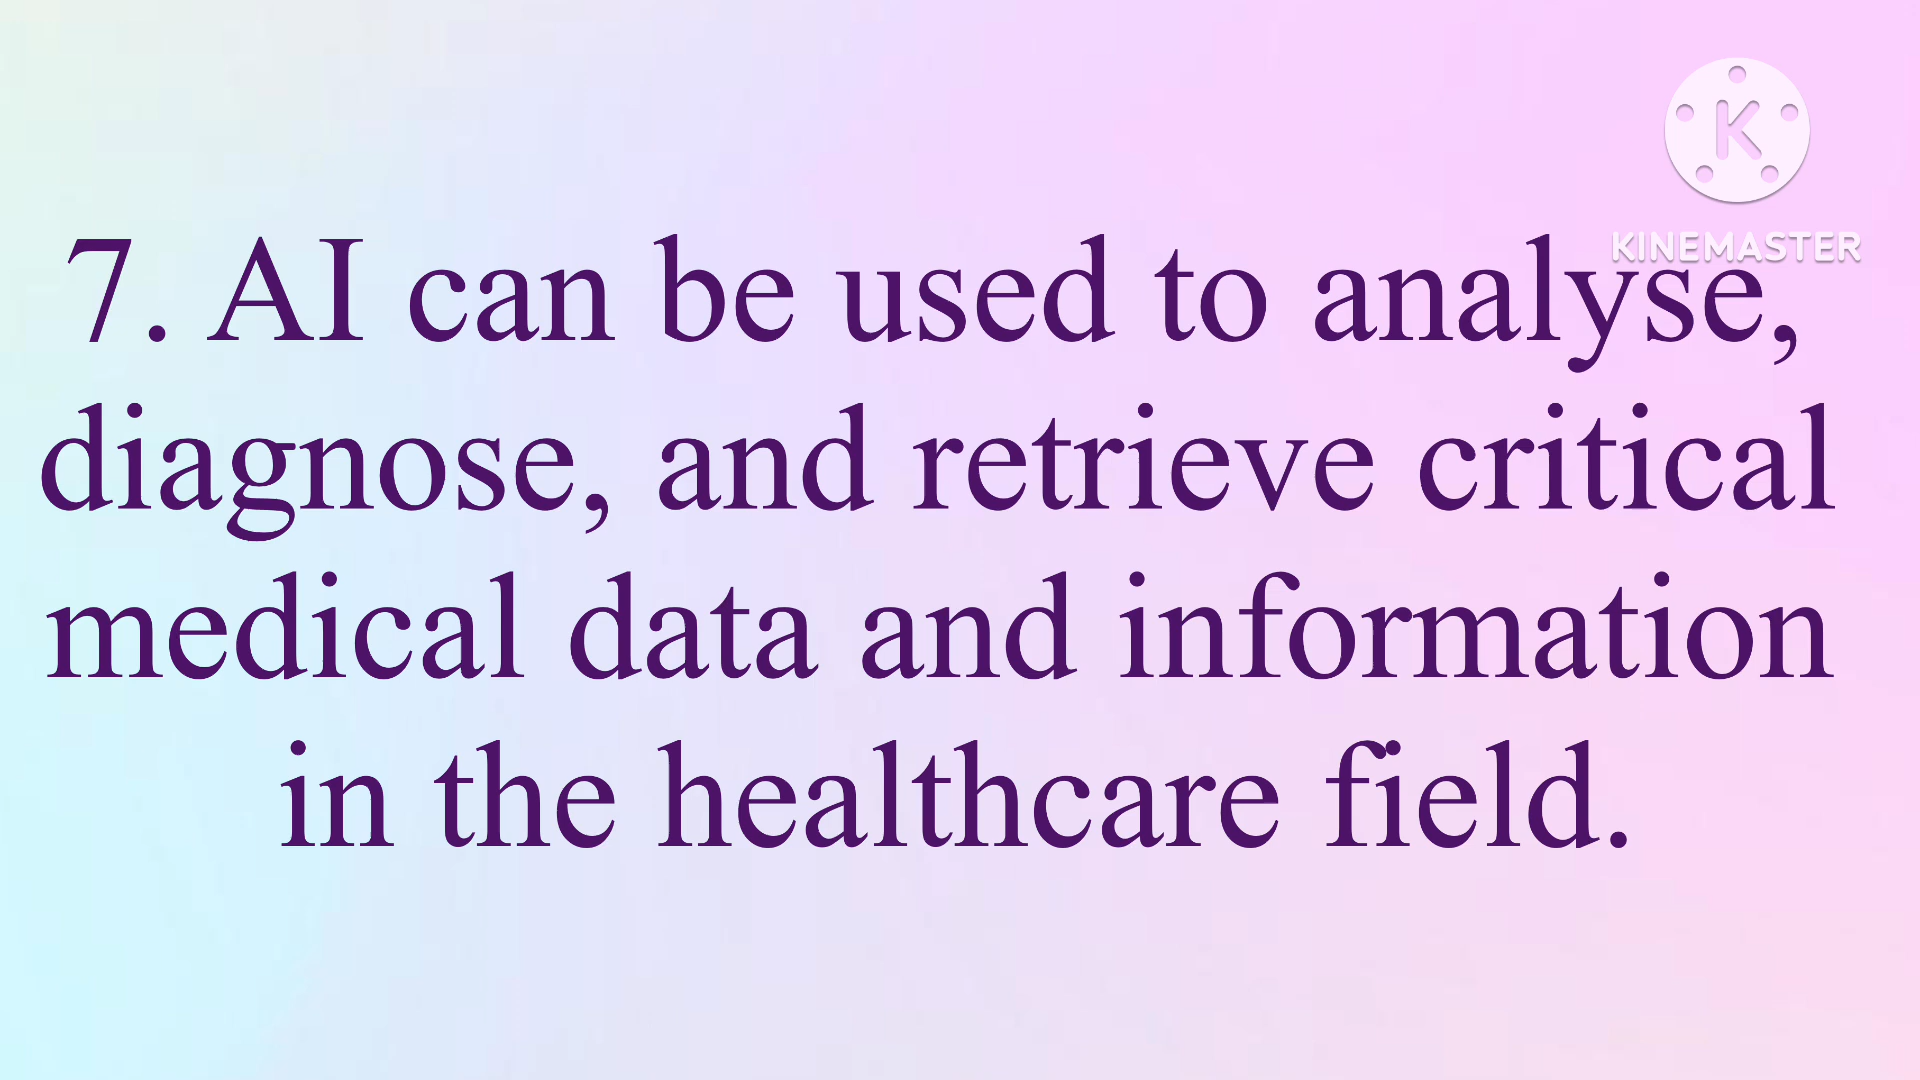 K
KINEMASTER
7. AI can be used to analyse,
diagnose, and retrieve critical
medical data and information
in the healthcare field.